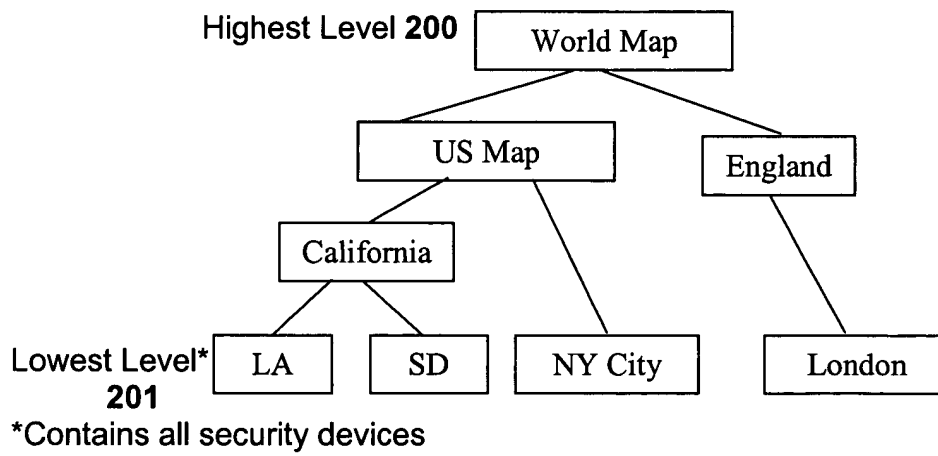 Highest Level 200
World Map
US Map
England
California
Lowest Level*
201
LA
SD
NY City
London
*Contains all security devices